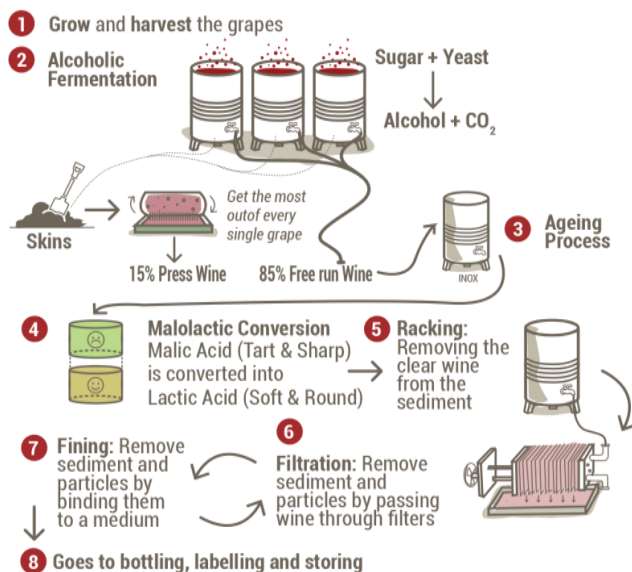 1 Grow and harvest the grapes
2 Alcoholic
Fermentation
Sugar + Yeast
Alcohol + CO₂
Skins
Get the most
outof every
single grape
15% Press Wine
85% Free run Wine
INOX
3 Ageing
Process
4 Malolactic Conversion
Malic Acid (Tart & Sharp)
is converted into
Lactic Acid (Soft & Round)
5 Racking:
Removing the
clear wine
from the
sediment
6
Filtration: Remove
sediment and
particles by passing
wine through filters
7 Fining: Remove
sediment and
particles by
binding them
to a medium
8 Goes to bottling, labelling and storing